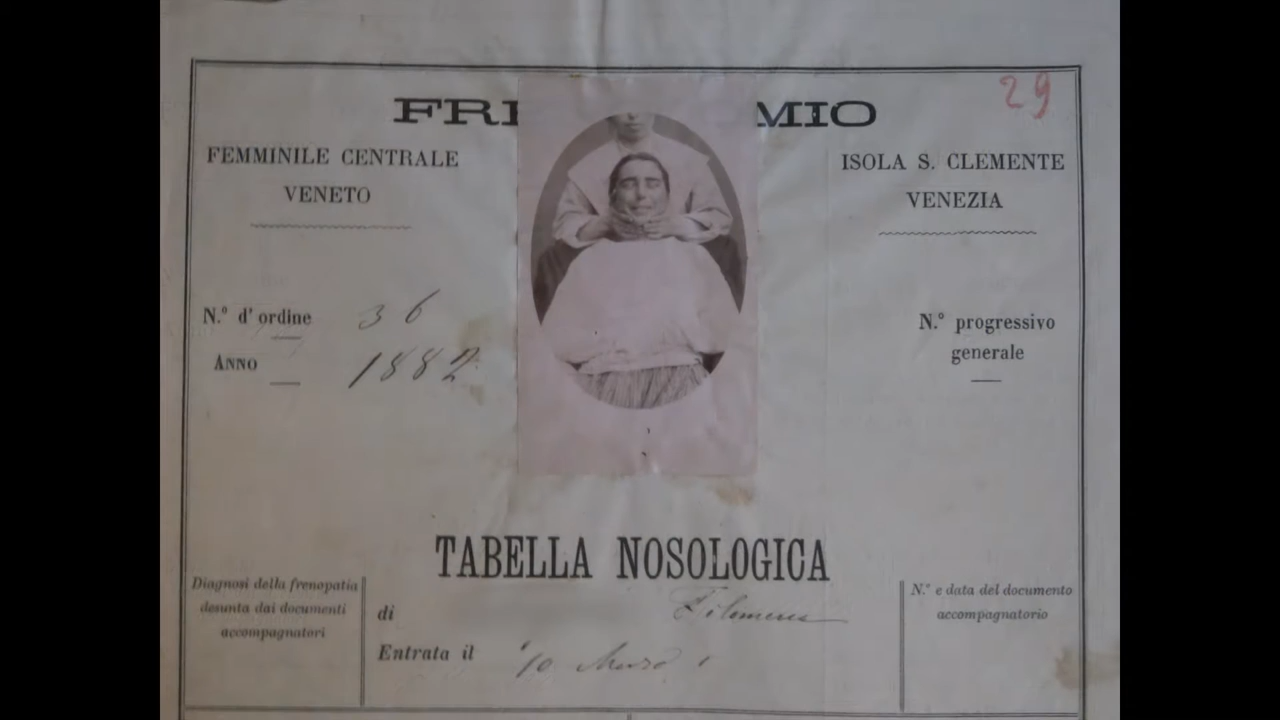 29
FRE MIO
FEMMINILE CENTRALE
VENETO
ISOLA S. CLEMENTE
VENEZIA
N.º d' ordine 36
ANNO 1882
N.º progressivo
generale
TABELLA NOSOLOGICA
Diagnosi della frenopatia
desunta dai documenti
accompagnatori
di Filomena
Entrata il 10
N.º e data del documento
accompagnatorio